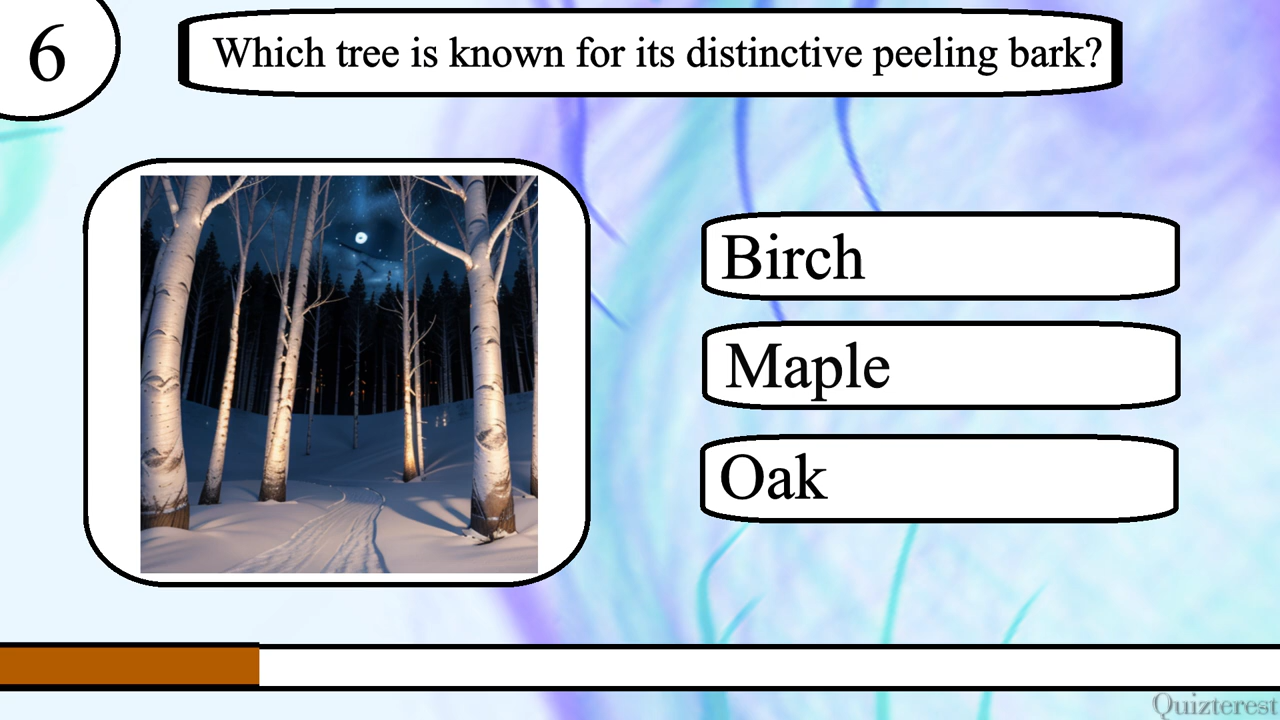 6
Which tree is known for its distinctive peeling bark?
Birch
Maple
Oak
Quizterest